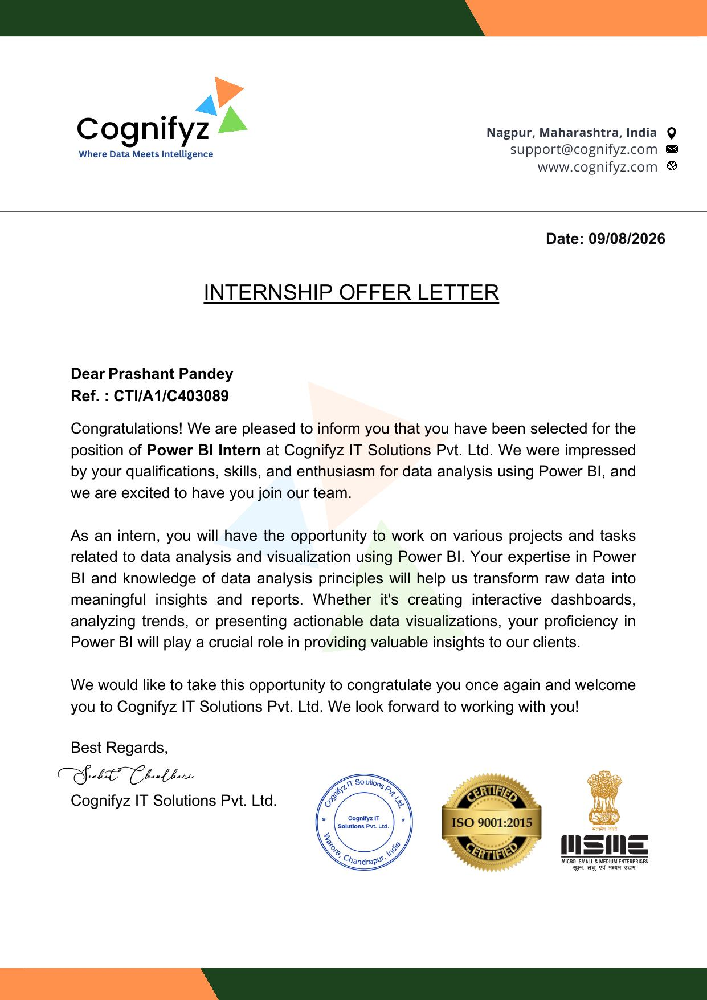 Cognifyz
Where Data Meets Intelligence
Nagpur, Maharashtra, India
support@cognifyz.com
www.cognifyz.com
Date: 09/08/2026
INTERNSHIP OFFER LETTER
Dear Prashant Pandey
Ref. : CTI/A1/C403089
Congratulations! We are pleased to inform you that you have been selected for the
position of Power BI Intern at Cognifyz IT Solutions Pvt. Ltd. We were impressed
by your qualifications, skills, and enthusiasm for data analysis using Power BI, and
we are excited to have you join our team.
As an intern, you will have the opportunity to work on various projects and tasks
related to data analysis and visualization using Power BI. Your expertise in Power
BI and knowledge of data analysis principles will help us transform raw data into
meaningful insights and reports. Whether it's creating interactive dashboards,
analyzing trends, or presenting actionable data visualizations, your proficiency in
Power BI will play a crucial role in providing valuable insights to our clients.
We would like to take this opportunity to congratulate you once again and welcome
you to Cognifyz IT Solutions Pvt. Ltd. We look forward to working with you!
Best Regards,
Cognifyz IT Solutions Pvt. Ltd.
Cognifyz IT Solutions Pvt. Ltd.
* Cognifyz IT
Solutions Pvt. Ltd. *
Warora, Chandrapur, India
CERTIFIED
ISO 9001:2015
CERTIFIED
सत्यमेव जयते
MSME
MICRO, SMALL & MEDIUM ENTERPRISES
सूक्ष्म, लघु एवं मध्यम उद्यम